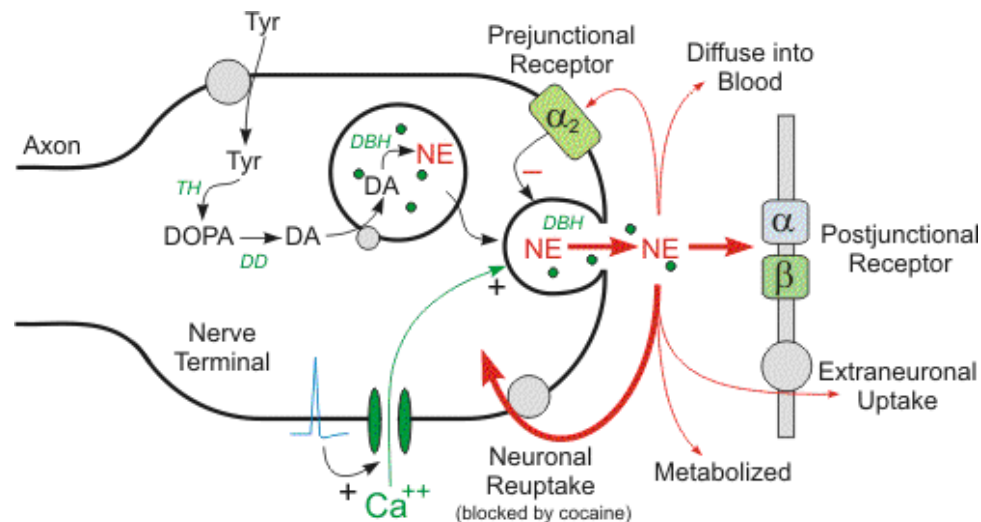 Tyr
Prejunctional
Receptor
Diffuse into
Blood
Axon
α2
DBH
NE
Tyr
DA
TH
–
DOPA
DA
DD
DBH
NE
NE
α
β
Postjunctional
Receptor
+
Nerve
Terminal
Extraneuronal
Uptake
Neuronal
Reuptake
(blocked by cocaine)
Metabolized
+
Ca++